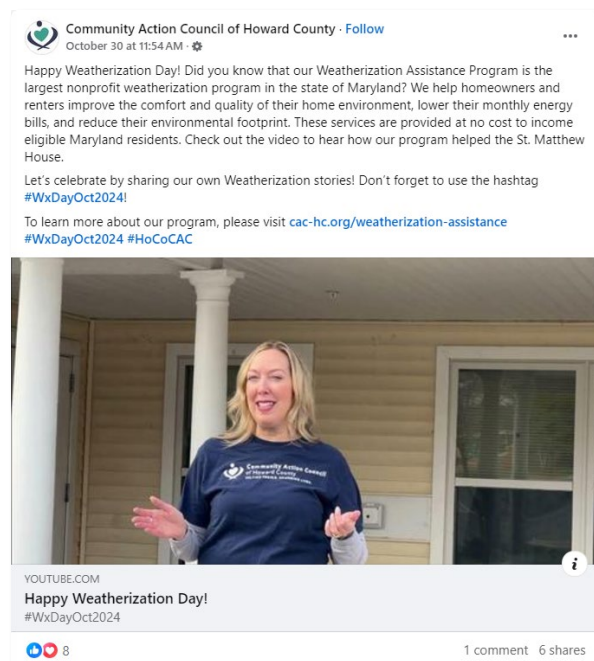 Community Action Council of Howard County · Follow
October 30 at 11:54 AM ·
Happy Weatherization Day! Did you know that our Weatherization Assistance Program is the
largest nonprofit weatherization program in the state of Maryland? We help homeowners and
renters improve the comfort and quality of their home environment, lower their monthly energy
bills, and reduce their environmental footprint. These services are provided at no cost to income
eligible Maryland residents. Check out the video to hear how our program helped the St. Matthew
House.
Let's celebrate by sharing our own Weatherization stories! Don't forget to use the hashtag
#WxDayOct2024!
To learn more about our program, please visit cac-hc.org/weatherization-assistance
#WxDayOct2024 #HoCoCAC
Community Action Council
of Howard County
YOUTUBE.COM
Happy Weatherization Day!
#WxDayOct2024
8
1 comment 6 shares